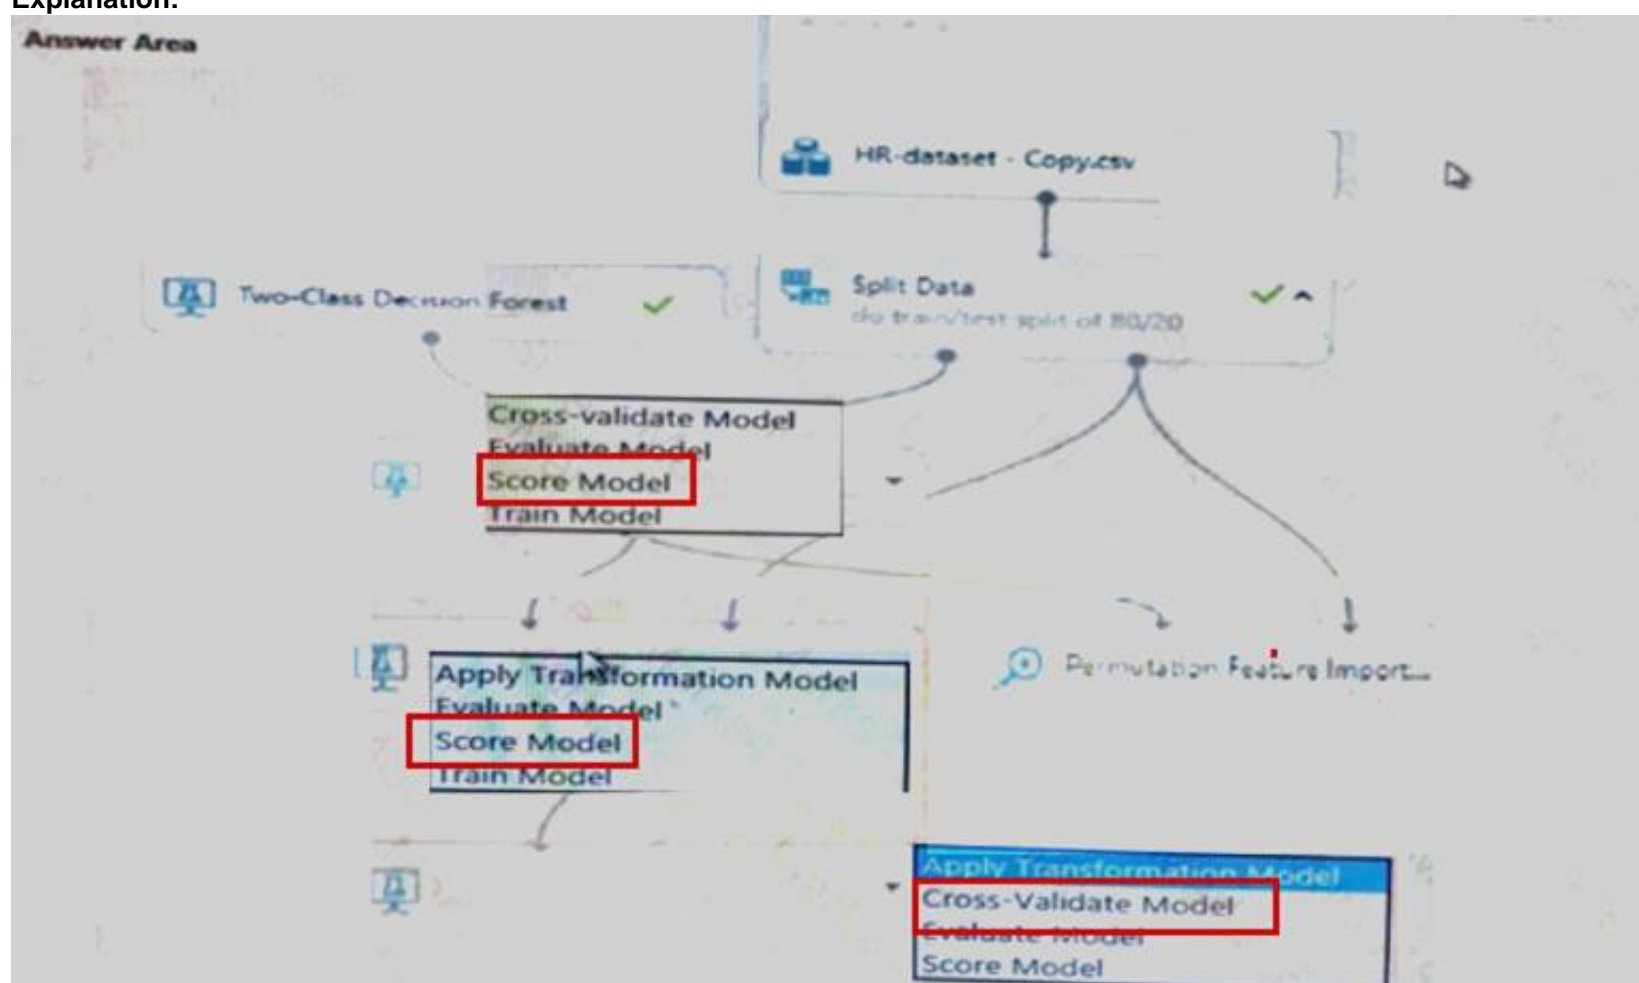 Explanation:
Answer Area
HR-dataset - Copy.csv
Two-Class Decision Forest
Split Data
do train/test split of 80/20
Cross-validate Model
Evaluate Model
Score Model
Train Model
Apply Transformation Model
Evaluate Model
Score Model
Train Model
Permutation Feature Import...
Apply Transformation Model
Cross-Validate Model
Evaluate Model
Score Model